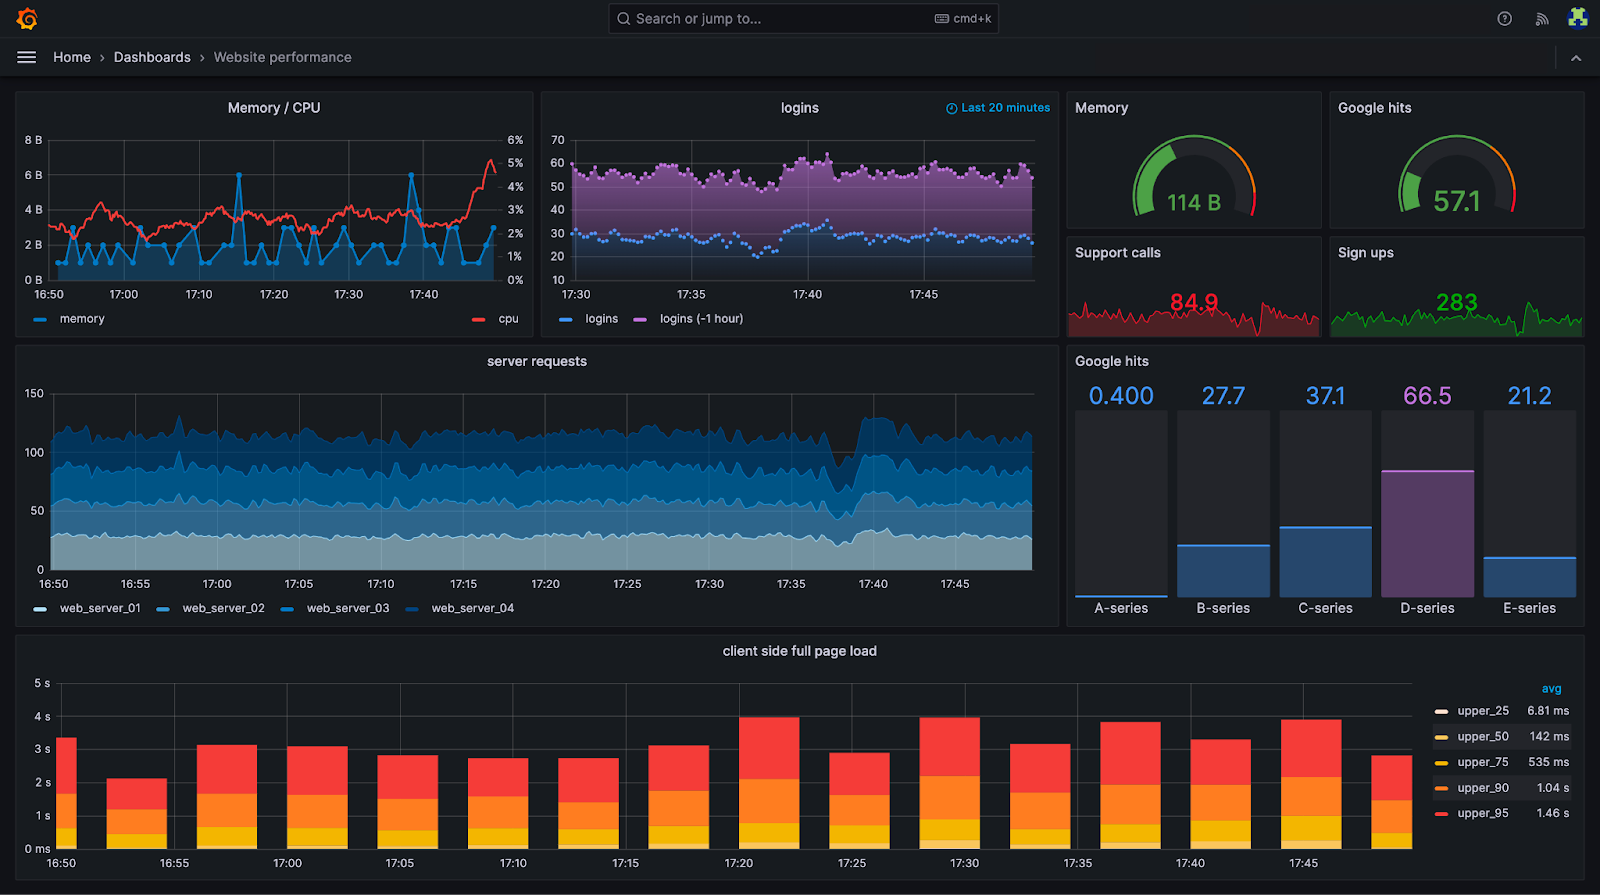 Search or jump to... cmd+k
Home › Dashboards › Website performance
Memory / CPU
8 B
6 B
4 B
2 B
0 B
6%
5%
4%
3%
2%
1%
0%
16:50 17:00 17:10 17:20 17:30 17:40
memory cpu
logins
Last 20 minutes
70
60
50
40
30
20
10
17:30 17:35 17:40 17:45
logins logins (-1 hour)
Memory
114 B
Google hits
57.1
Support calls
84.9
Sign ups
283
server requests
150
100
50
0
16:50 16:55 17:00 17:05 17:10 17:15 17:20 17:25 17:30 17:35 17:40 17:45
web_server_01 web_server_02 web_server_03 web_server_04
Google hits
0.400 27.7 37.1 66.5 21.2
A-series B-series C-series D-series E-series
client side full page load
5 s
4 s
3 s
2 s
1 s
0 ms
16:50 16:55 17:00 17:05 17:10 17:15 17:20 17:25 17:30 17:35 17:40 17:45
avg
upper_25 6.81 ms
upper_50 142 ms
upper_75 535 ms
upper_90 1.04 s
upper_95 1.46 s